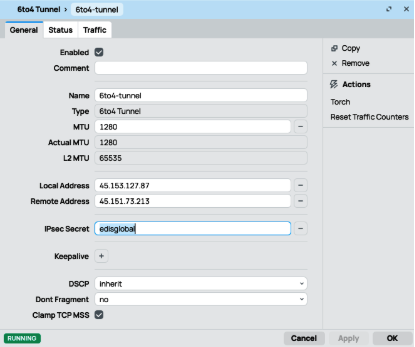 6to4 Tunnel › 6to4-tunnel
General Status Traffic
Enabled
Comment
Name 6to4-tunnel
Type 6to4 Tunnel
MTU 1280
Actual MTU 1280
L2 MTU 65535
Local Address 45.153.127.87
Remote Address 45.151.73.213
IPsec Secret edisglobal
Keepalive +
DSCP inherit
Dont Fragment no
Clamp TCP MSS
Copy
× Remove
Actions
Torch
Reset Traffic Counters
RUNNING
Cancel Apply OK